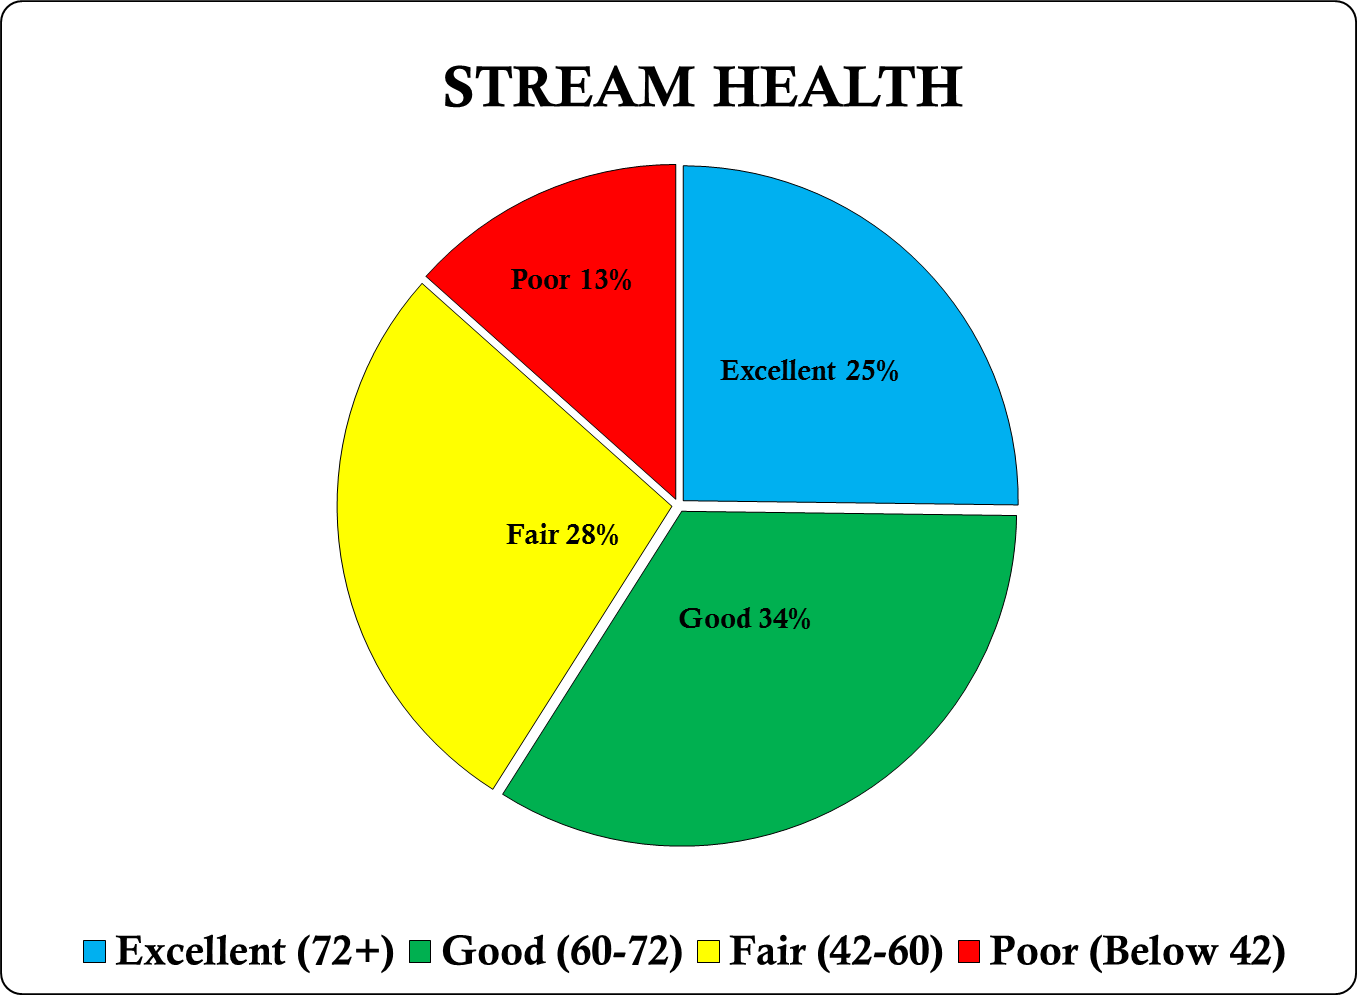 STREAM HEALTH
Poor 13%
Excellent 25%
Fair 28%
Good 34%
Excellent (72+) Good (60-72) Fair (42-60) Poor (Below 42)